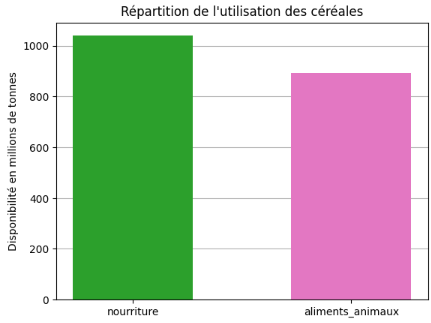 Répartition de l'utilisation des céréales
Disponibilité en millions de tonnes
1000
800
600
400
200
0
nourriture
aliments_animaux